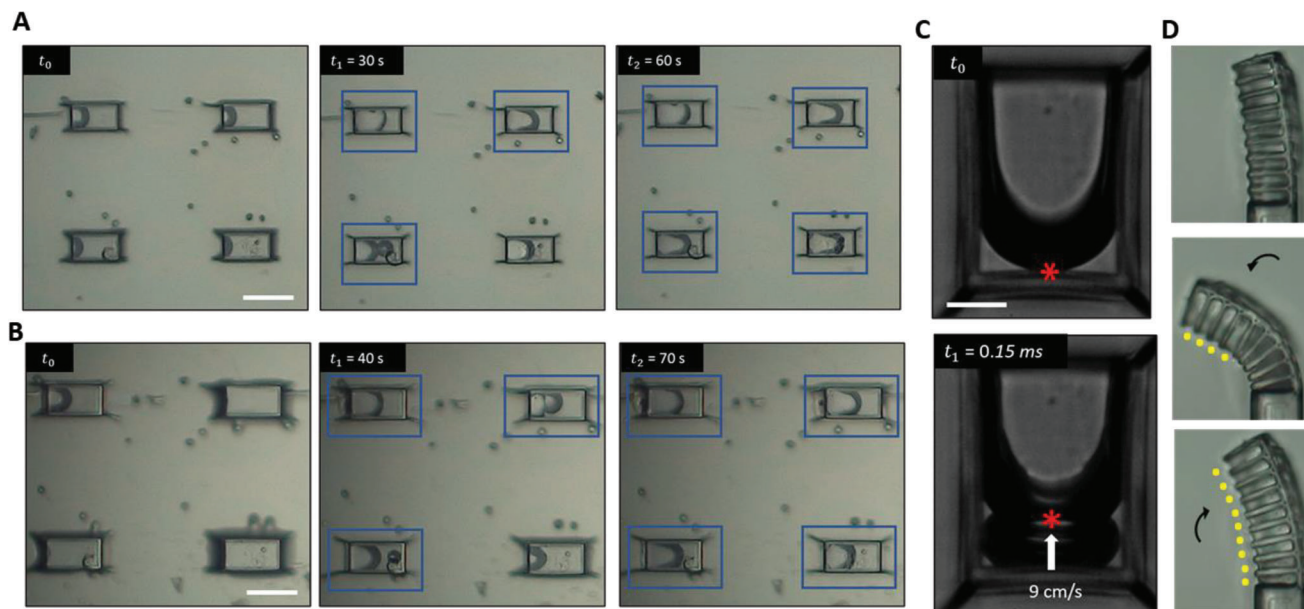 A
t₀
t₁ = 30 s
t₂ = 60 s
B
t₀
t₁ = 40 s
t₂ = 70 s
C
t₀
*
t₁ = 0.15 ms
*
9 cm/s
D